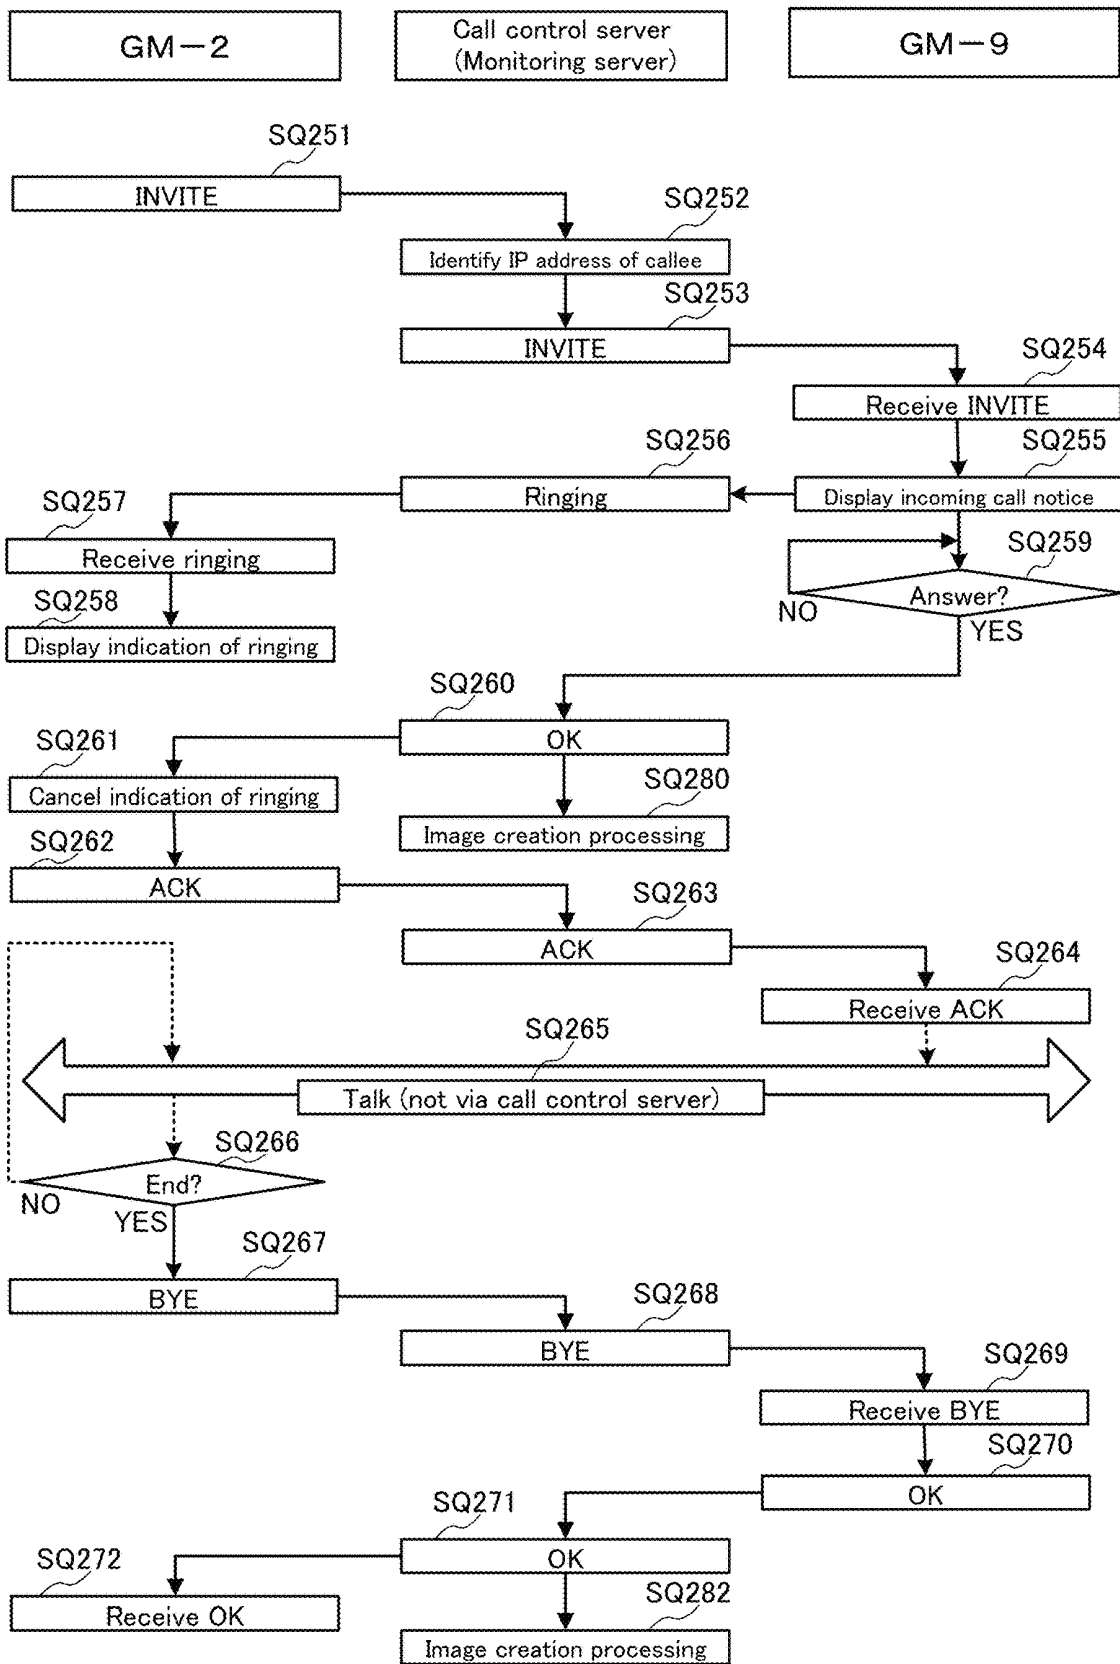 GM－2
Call control server
(Monitoring server)
GM－9
SQ251
INVITE
SQ252
Identify IP address of callee
SQ253
INVITE
SQ254
Receive INVITE
SQ255
Display incoming call notice
SQ256
Ringing
SQ257
Receive ringing
SQ258
Display indication of ringing
SQ259
Answer?
NO
YES
SQ260
OK
SQ261
Cancel indication of ringing
SQ280
Image creation processing
SQ262
ACK
SQ263
ACK
SQ264
Receive ACK
SQ265
Talk (not via call control server)
SQ266
End?
NO
YES
SQ267
BYE
SQ268
BYE
SQ269
Receive BYE
SQ270
OK
SQ271
OK
SQ272
Receive OK
SQ282
Image creation processing